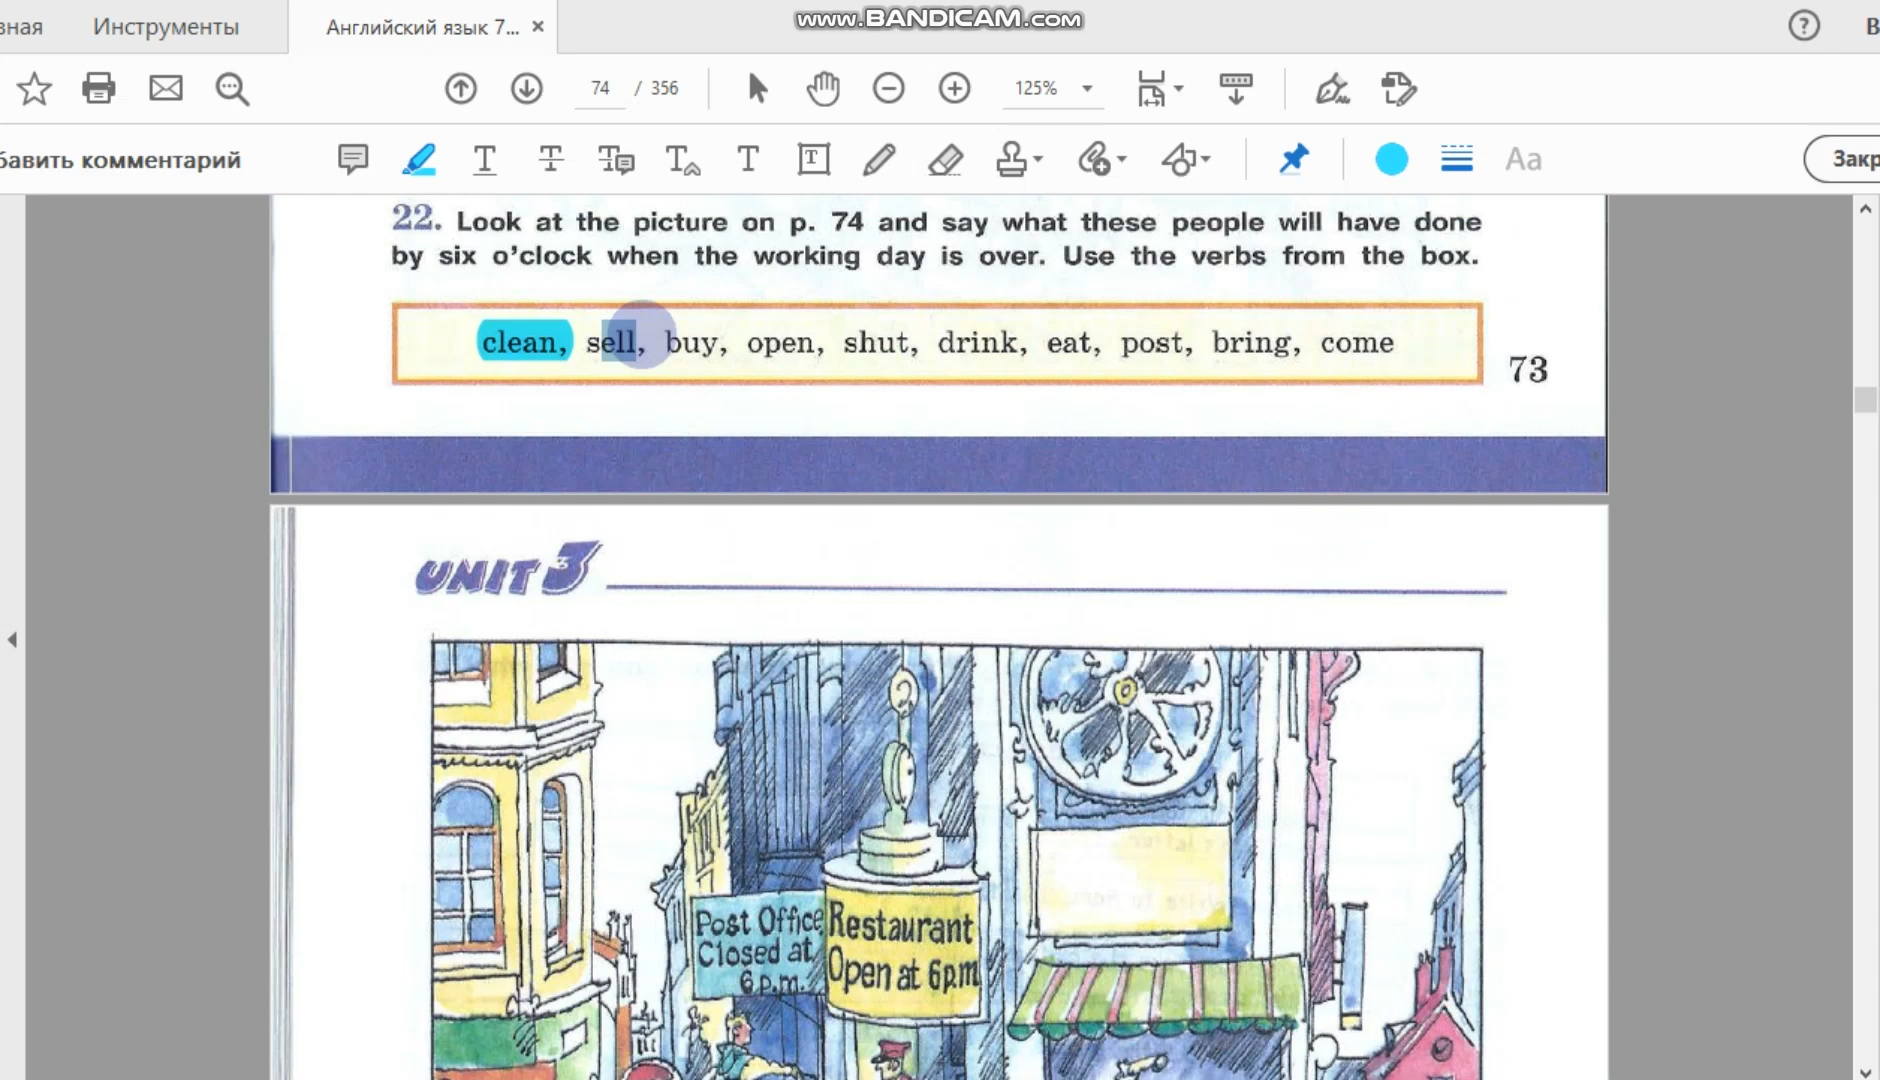 вная Инструменты Английский язык 7... www.BANDICAM.com В
74 / 356 125%
бавить комментарий Aa Закр
22. Look at the picture on p. 74 and say what these people will have done
by six o'clock when the working day is over. Use the verbs from the box.
clean, sell, buy, open, shut, drink, eat, post, bring, come
73
UNIT 3
Post Office
Closed at
6 p.m.
Restaurant
Open at 6 p.m